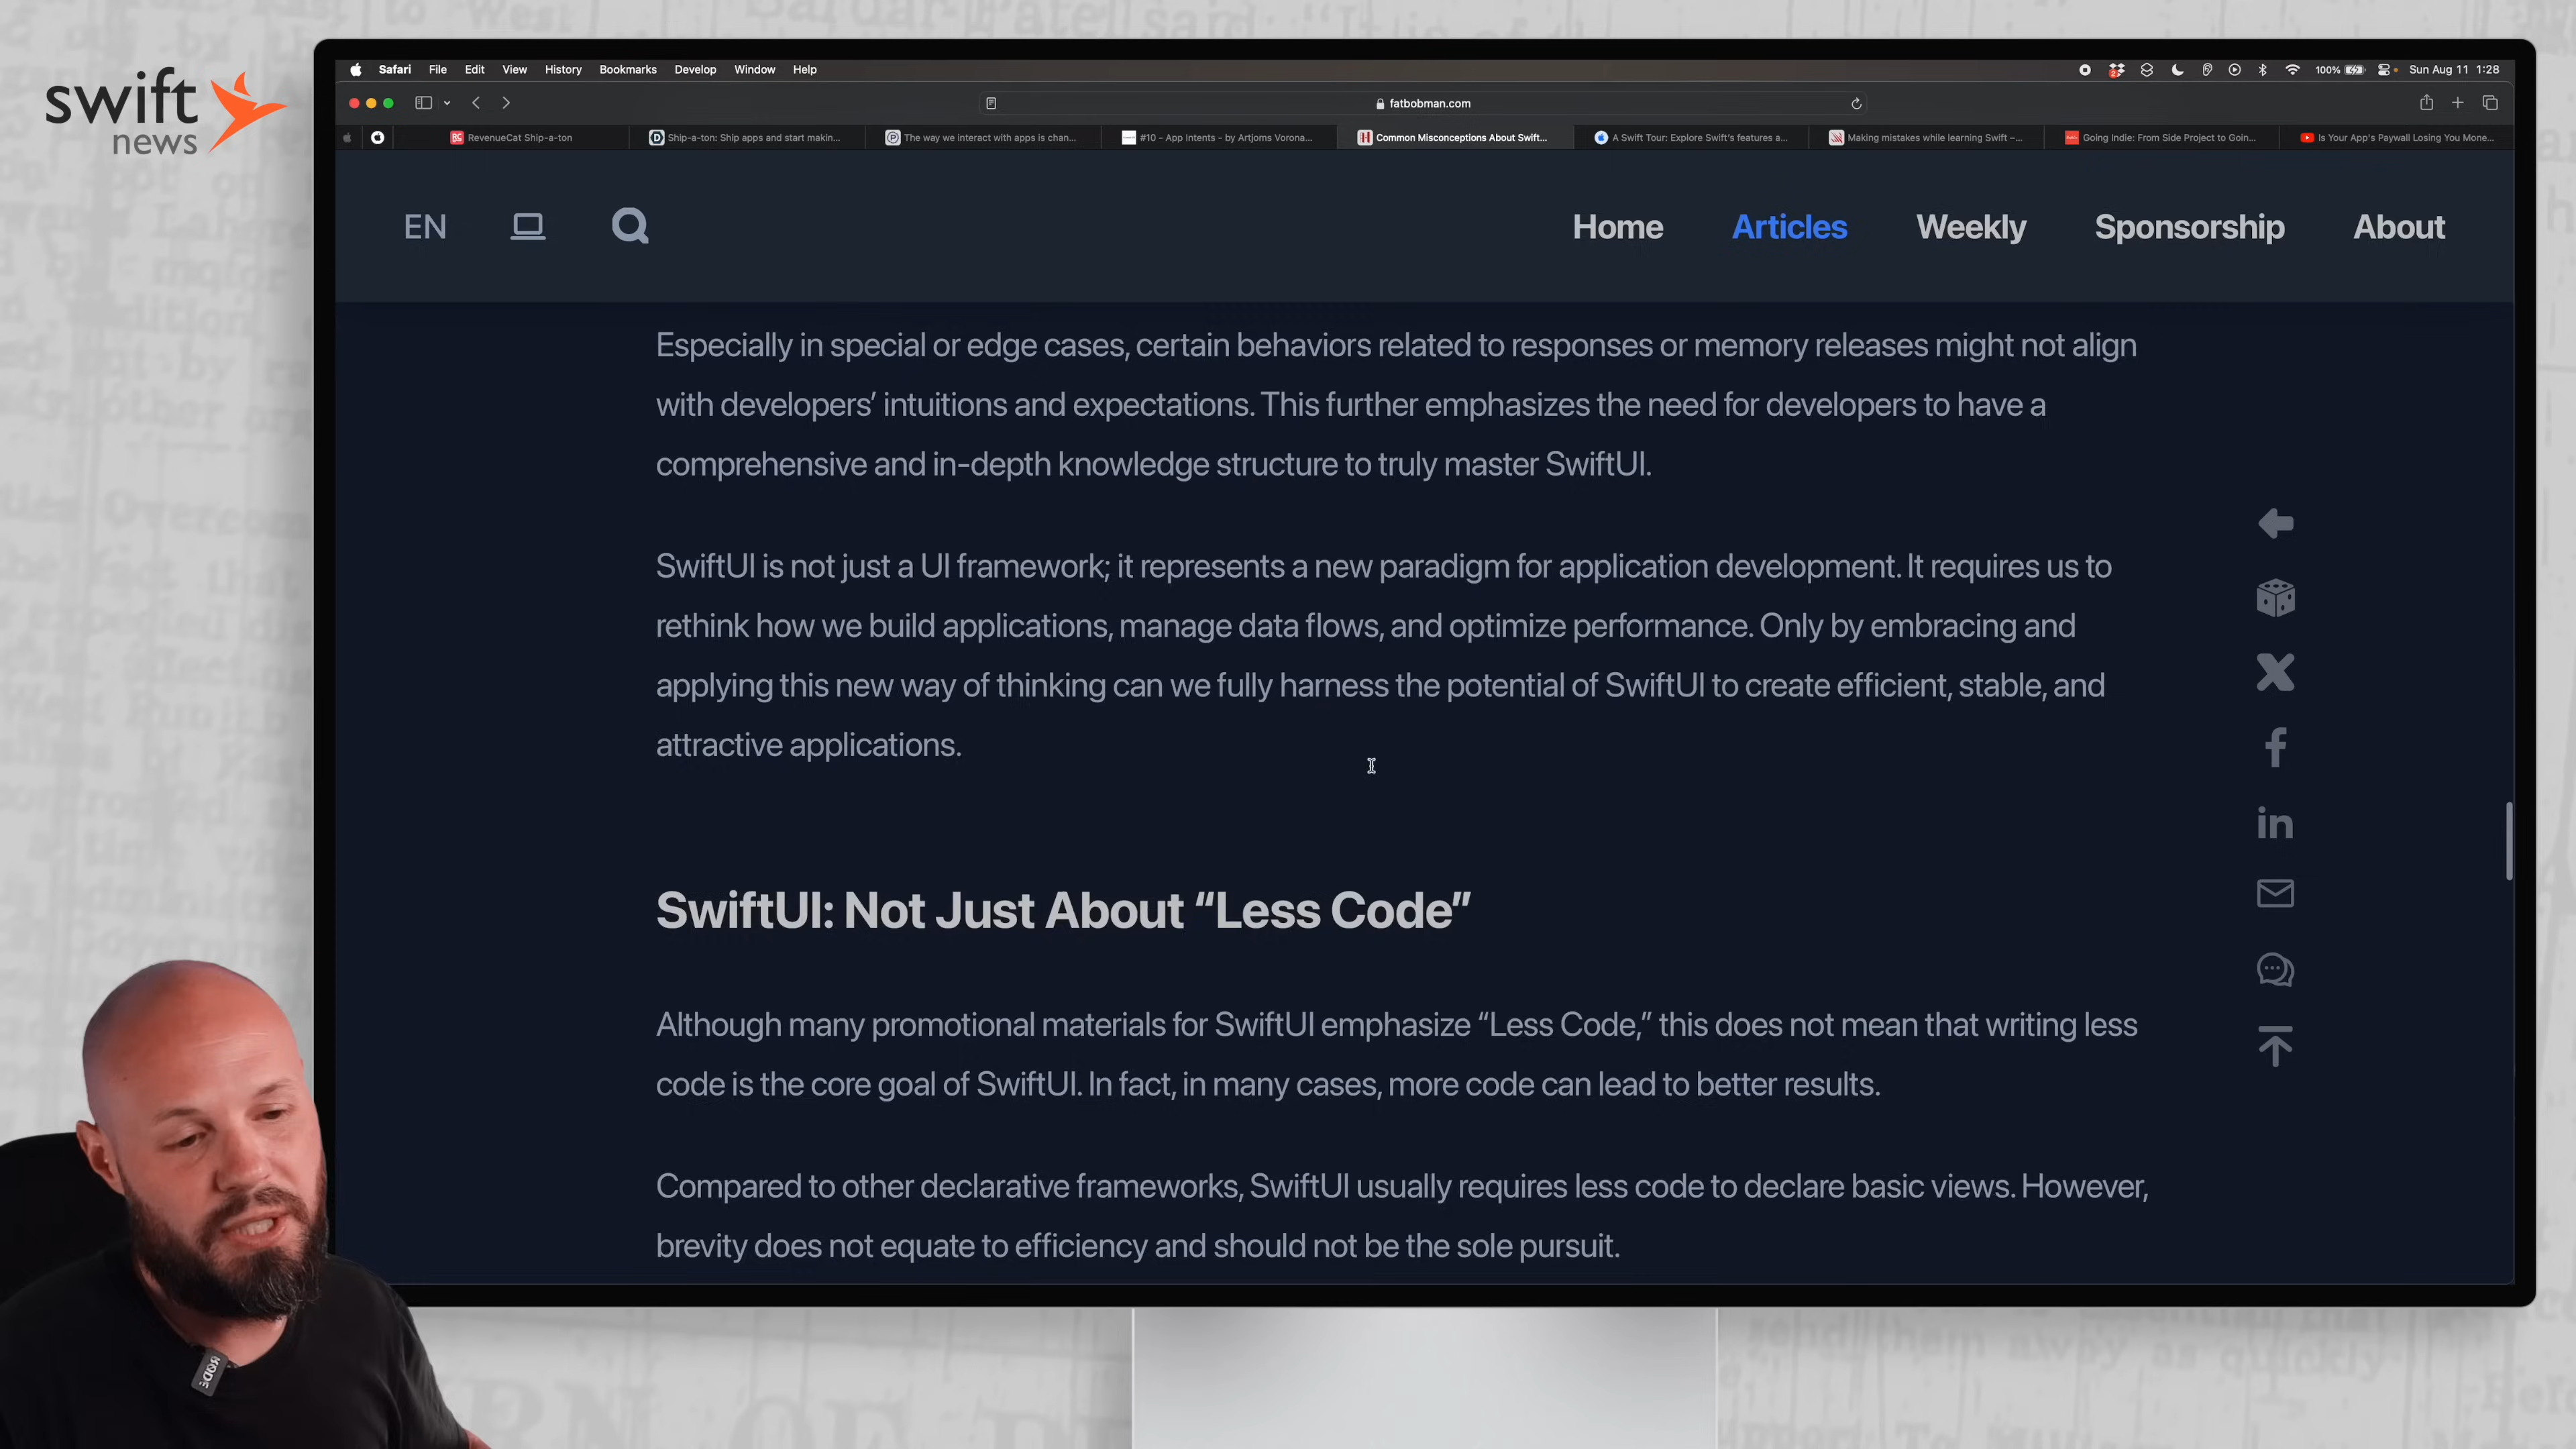 swift
news
Safari File Edit View History Bookmarks Develop Window Help
100% Sun Aug 11 1:28
fatbobman.com
RevenueCat Ship-a-ton
Ship-a-ton: Ship apps and start makin...
The way we interact with apps is chan...
#10 - App Intents - by Artjoms Vorona...
Common Misconceptions About Swift...
A Swift Tour: Explore Swift's features a...
Making mistakes while learning Swift –...
Going Indie: From Side Project to Goin...
Is Your App's Paywall Losing You Mone...
EN
Home Articles Weekly Sponsorship About
Especially in special or edge cases, certain behaviors related to responses or memory releases might not align
with developers’ intuitions and expectations. This further emphasizes the need for developers to have a
comprehensive and in-depth knowledge structure to truly master SwiftUI.
SwiftUI is not just a UI framework; it represents a new paradigm for application development. It requires us to
rethink how we build applications, manage data flows, and optimize performance. Only by embracing and
applying this new way of thinking can we fully harness the potential of SwiftUI to create efficient, stable, and
attractive applications.
SwiftUI: Not Just About “Less Code”
Although many promotional materials for SwiftUI emphasize “Less Code,” this does not mean that writing less
code is the core goal of SwiftUI. In fact, in many cases, more code can lead to better results.
Compared to other declarative frameworks, SwiftUI usually requires less code to declare basic views. However,
brevity does not equate to efficiency and should not be the sole pursuit.
RØDE